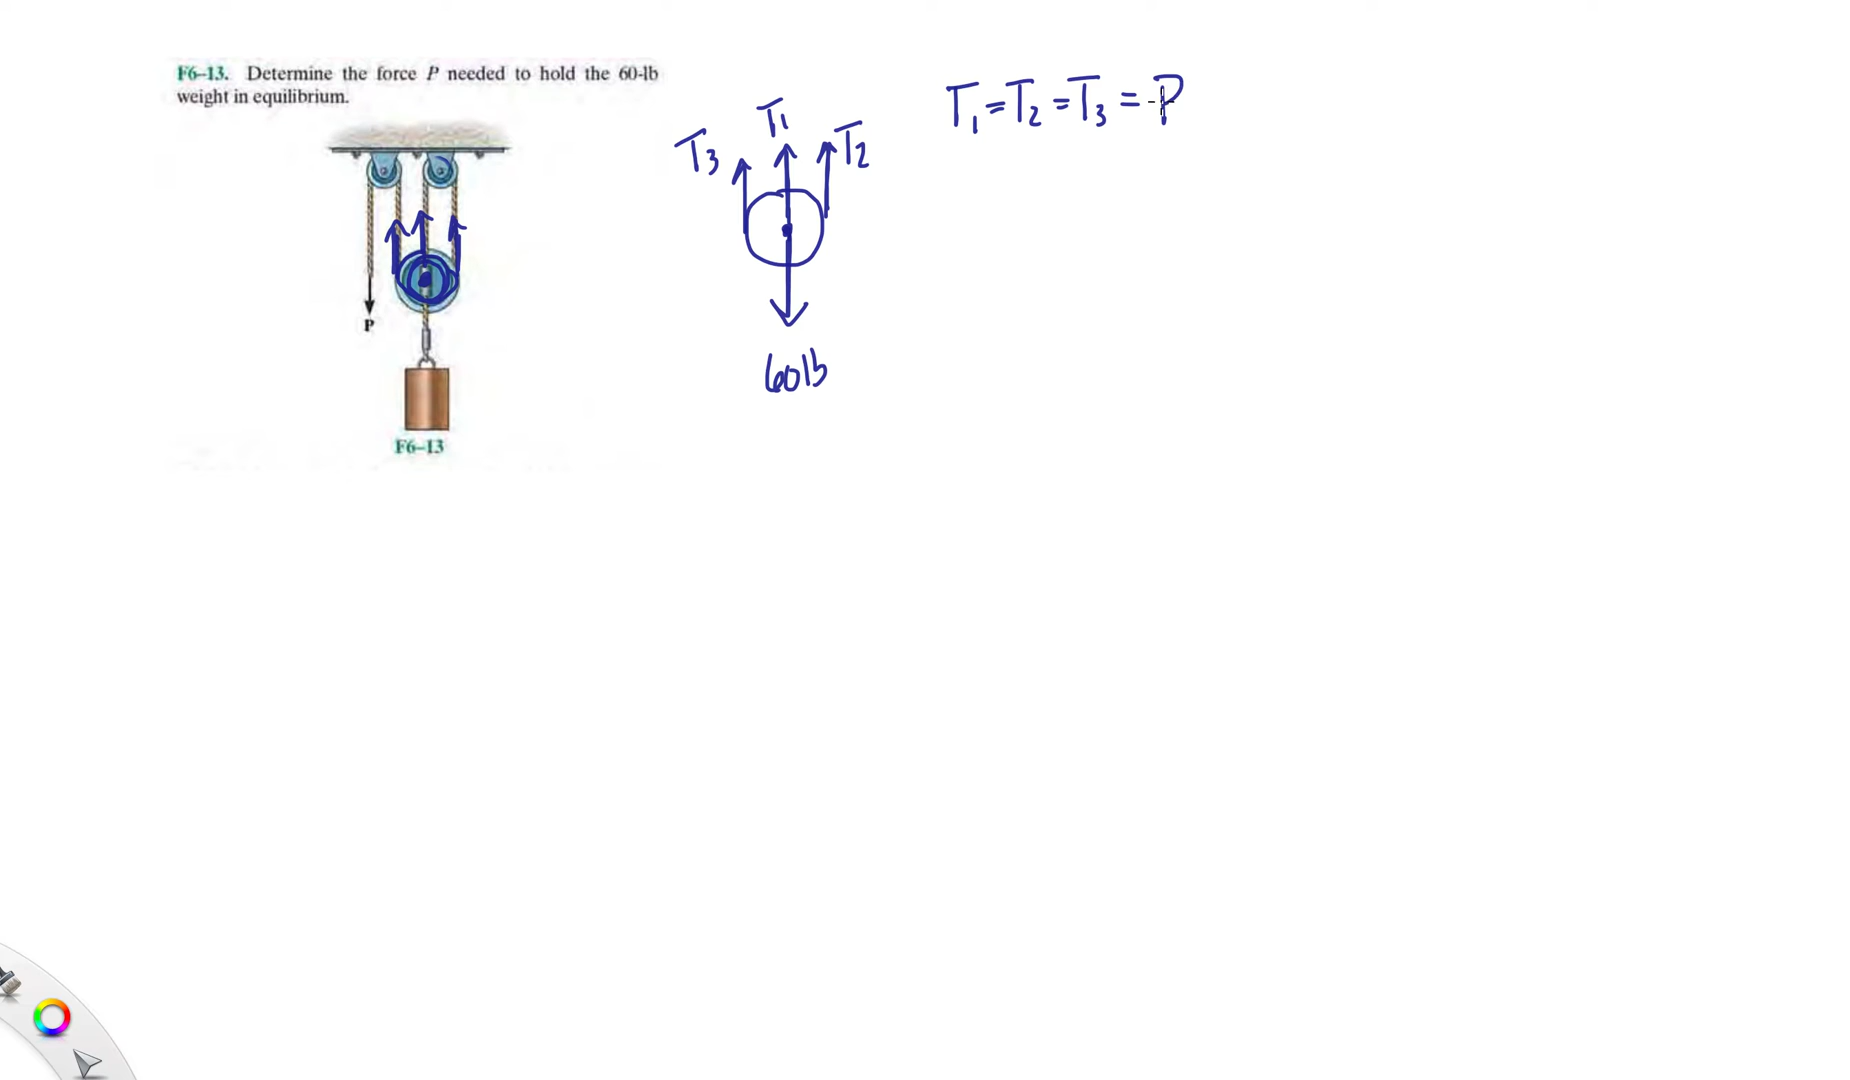 F6–13. Determine the force P needed to hold the 60-lb
weight in equilibrium.
P
F6–13
T3
T1
T2
60lb
T1=T2=T3=P